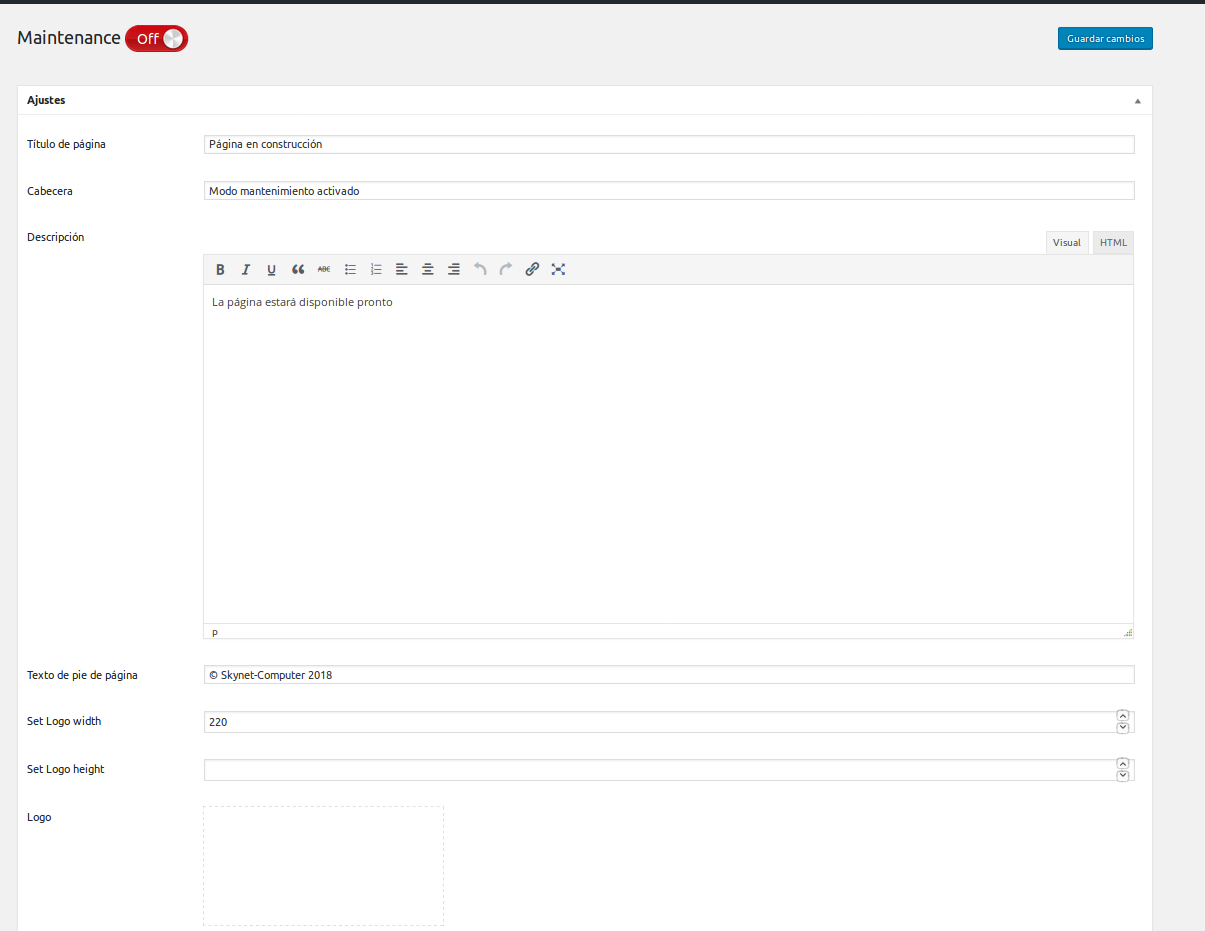 Maintenance Off
Guardar cambios
Ajustes
Título de página
Página en construcción
Cabecera
Modo mantenimiento activado
Descripción
Visual
HTML
B I U ABC
La página estará disponible pronto
P
Texto de pie de página
© Skynet-Computer 2018
Set Logo width
220
Set Logo height
Logo